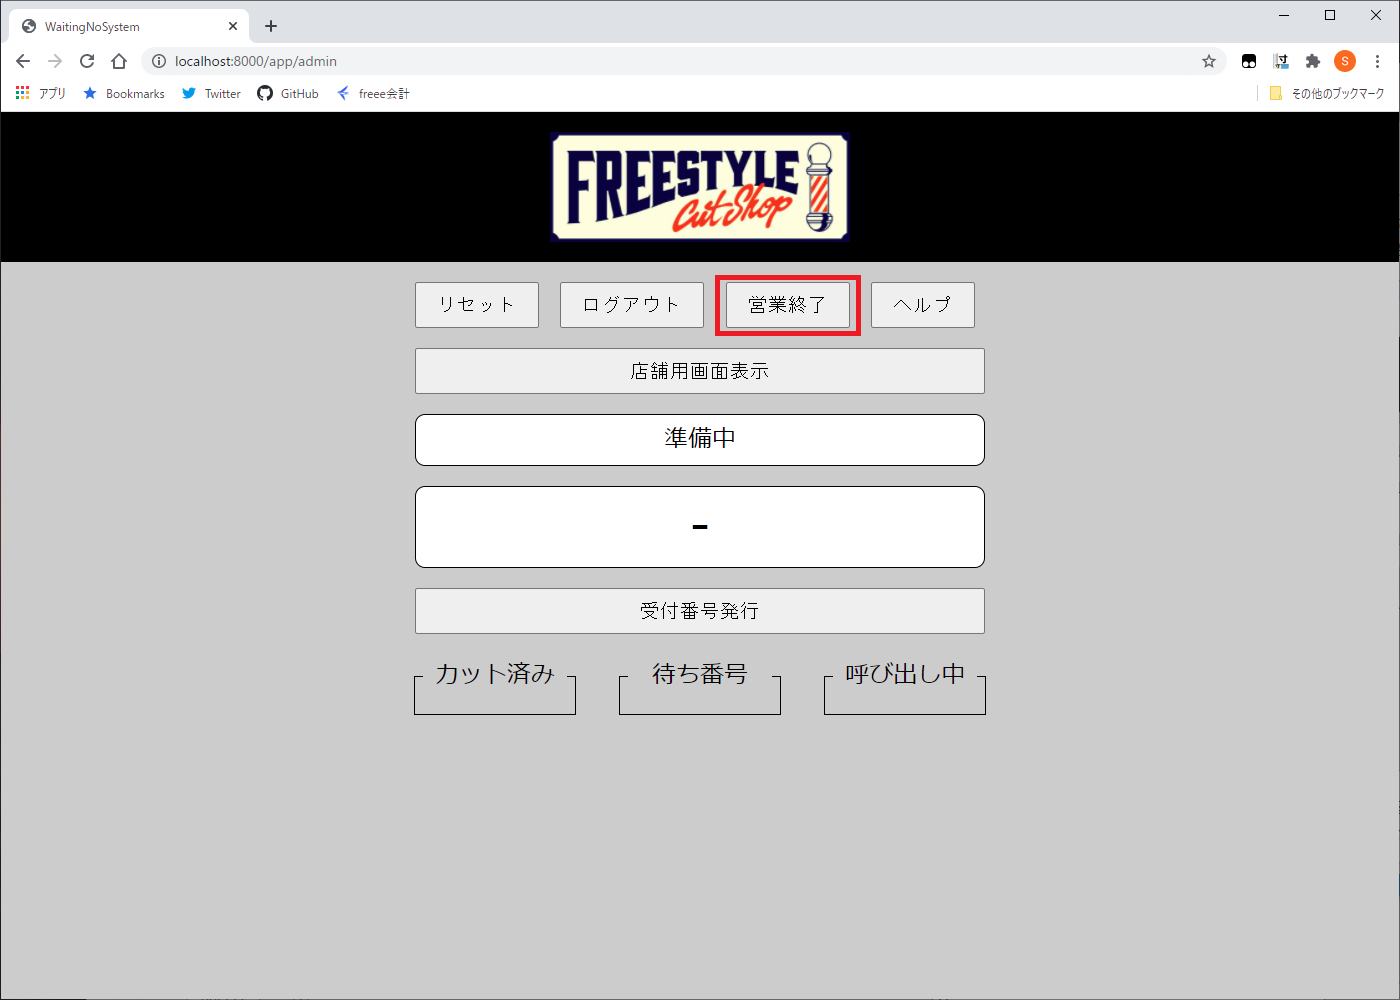 WaitingNoSystem
localhost:8000/app/admin
S
アプリ Bookmarks Twitter GitHub freee会計 その他のブックマーク
FREESTYLE
Cut Shop
リセット ログアウト 営業終了 ヘルプ
店舗用画面表示
準備中
-
受付番号発行
カット済み 待ち番号 呼び出し中